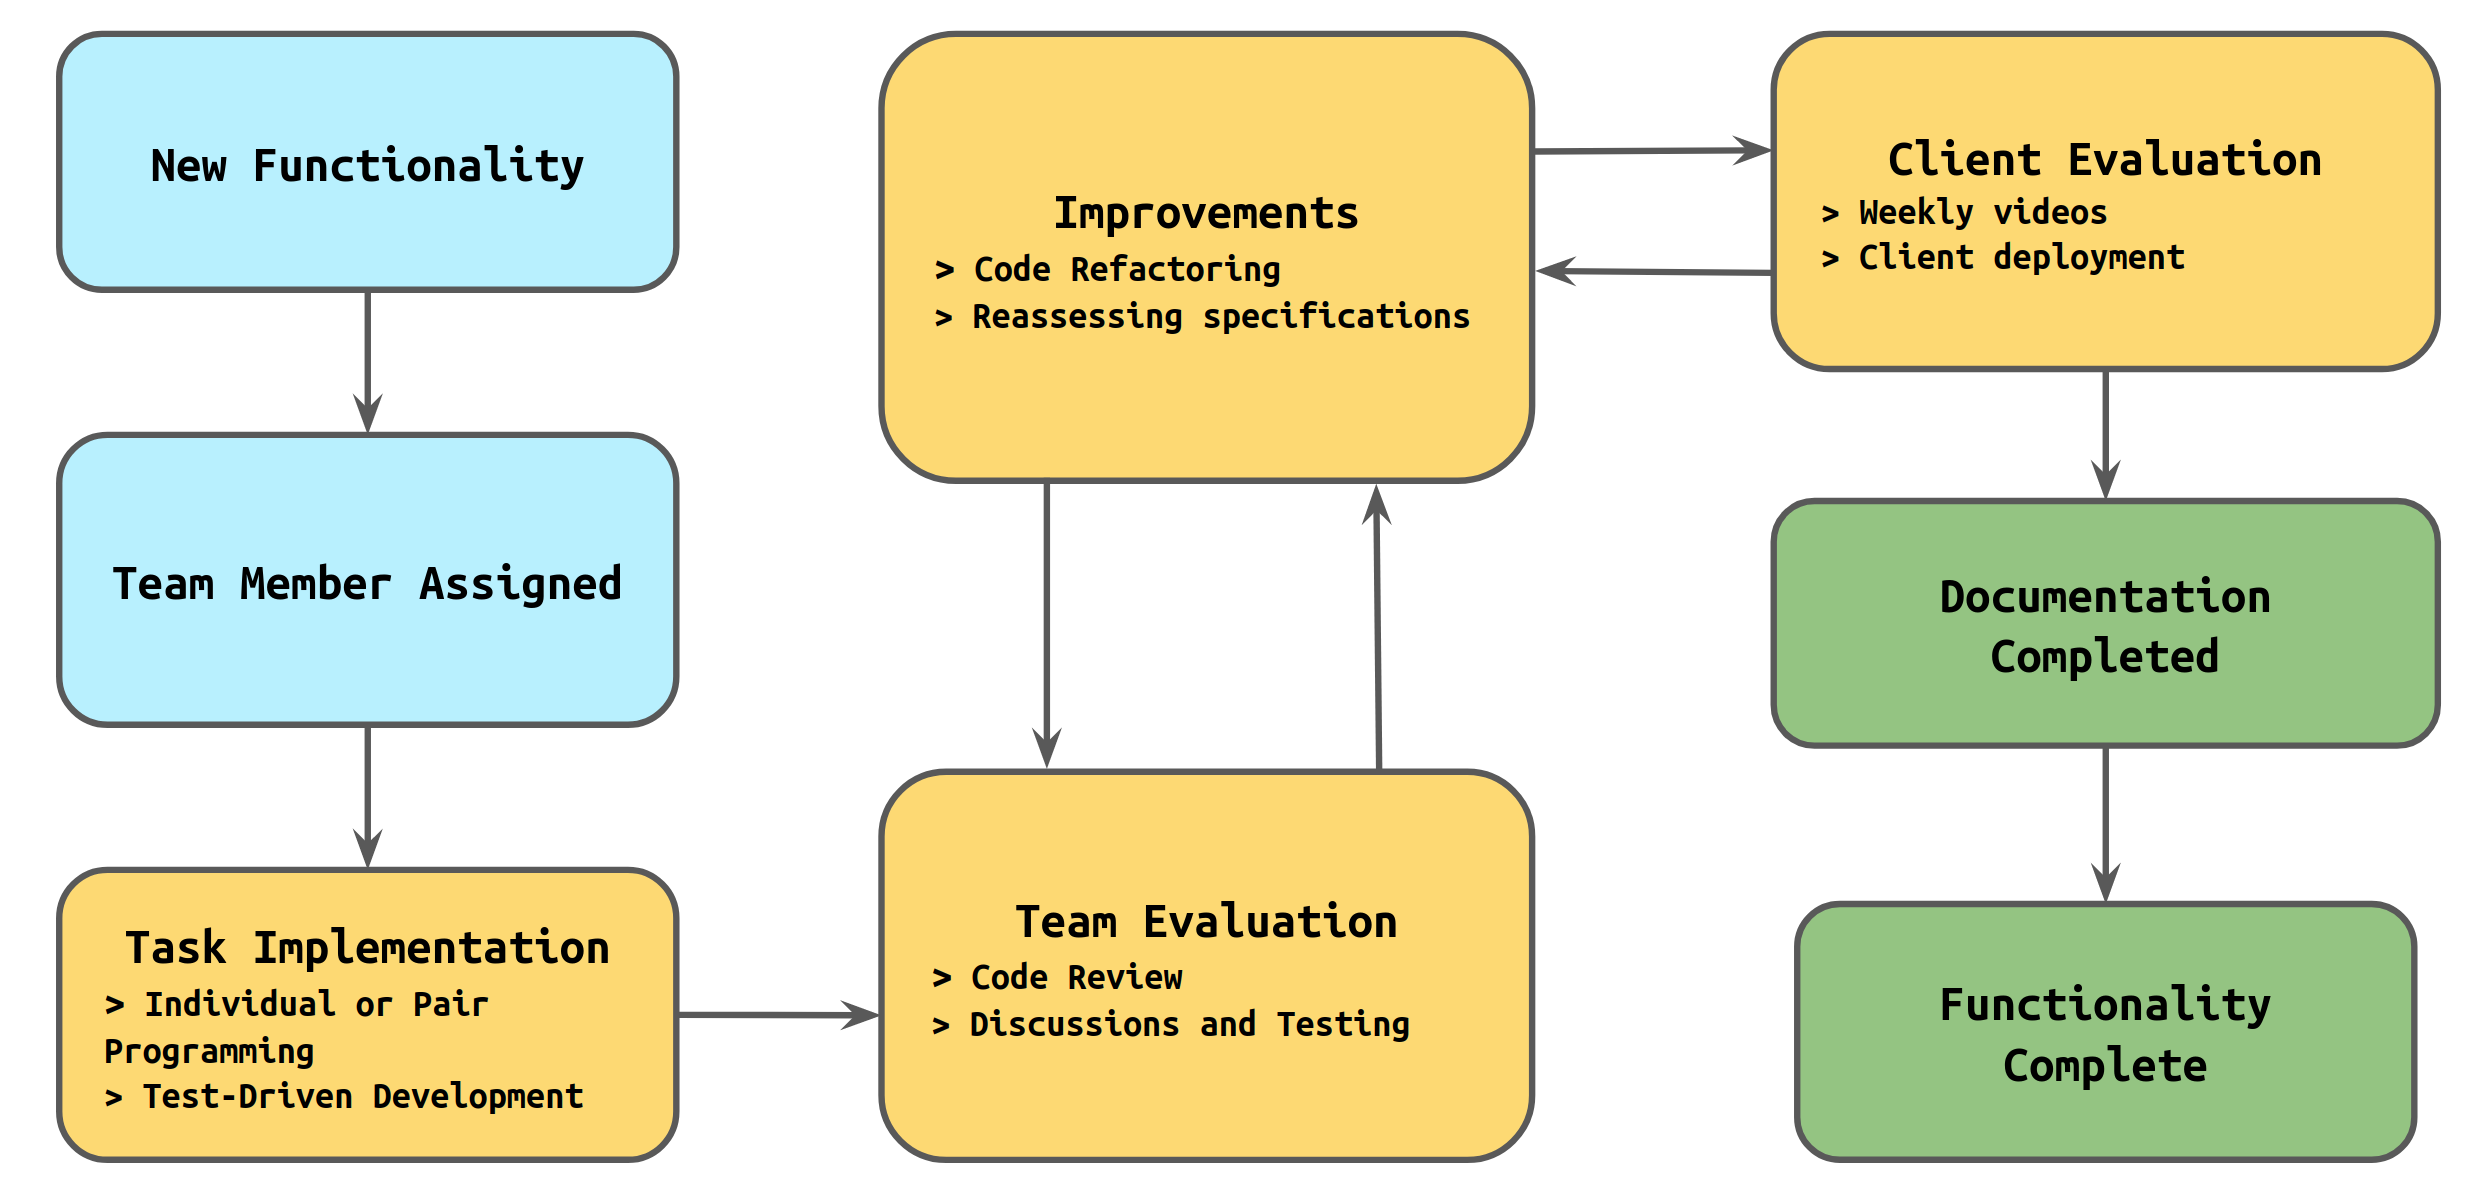 New Functionality
Team Member Assigned
Task Implementation
> Individual or Pair
Programming
> Test-Driven Development
Improvements
> Code Refactoring
> Reassessing specifications
Team Evaluation
> Code Review
> Discussions and Testing
Client Evaluation
> Weekly videos
> Client deployment
Documentation
Completed
Functionality
Complete